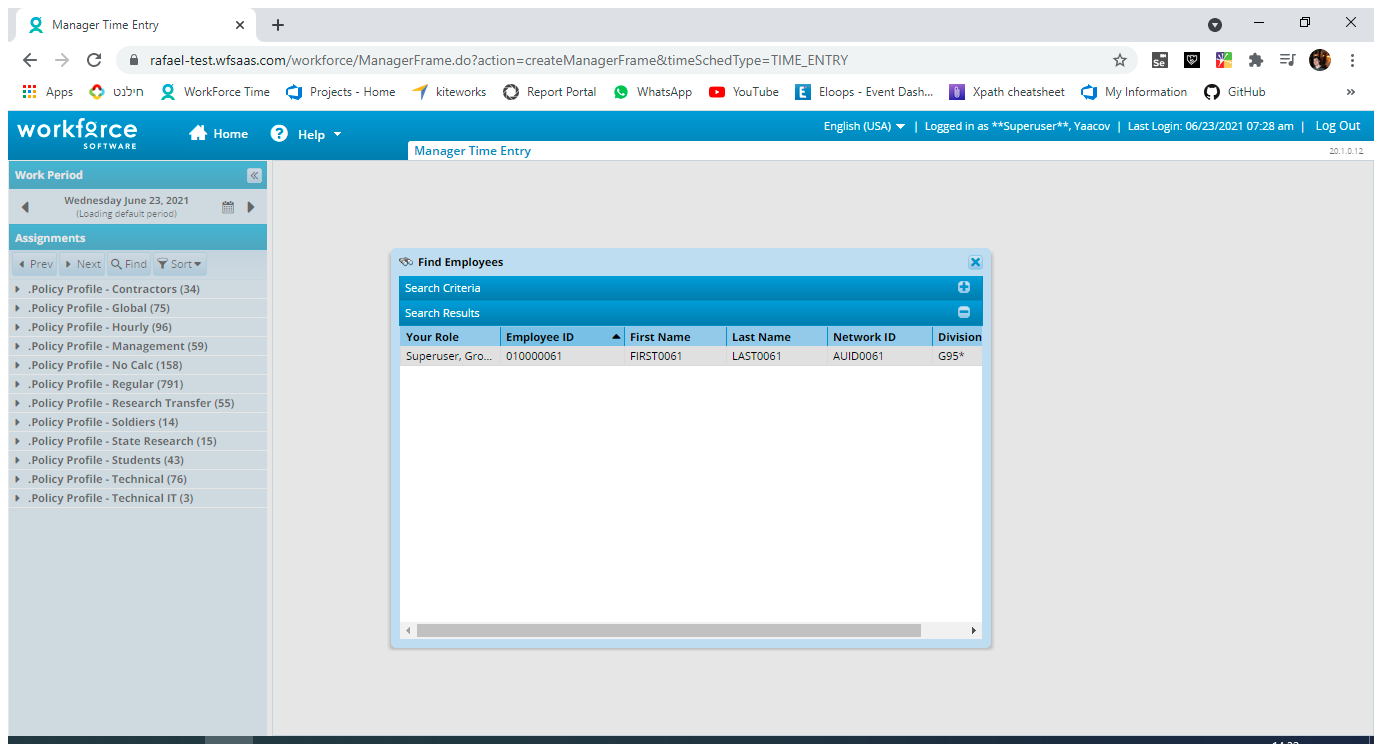 Manager Time Entry
rafael-test.wfsaas.com/workforce/ManagerFrame.do?action=createManagerFrame&timeSchedType=TIME_ENTRY
Se
Apps חילנט WorkForce Time Projects - Home kiteworks Report Portal WhatsApp YouTube E Eloops - Event Dash... Xpath cheatsheet My Information GitHub »
workforce
SOFTWARE
Home ? Help
English (USA) | Logged in as **Superuser**, Yaacov | Last Login: 06/23/2021 07:28 am | Log Out
Manager Time Entry
20.1.0.12
Work Period
Wednesday June 23, 2021
(Loading default period)
Assignments
Prev Next Find Sort
.Policy Profile - Contractors (34)
.Policy Profile - Global (75)
.Policy Profile - Hourly (96)
.Policy Profile - Management (59)
.Policy Profile - No Calc (158)
.Policy Profile - Regular (791)
.Policy Profile - Research Transfer (55)
.Policy Profile - Soldiers (14)
.Policy Profile - State Research (15)
.Policy Profile - Students (43)
.Policy Profile - Technical (76)
.Policy Profile - Technical IT (3)
Find Employees
Search Criteria
Search Results
Your Role Employee ID First Name Last Name Network ID Division
Superuser, Gro... 010000061 FIRST0061 LAST0061 AUID0061 G95*